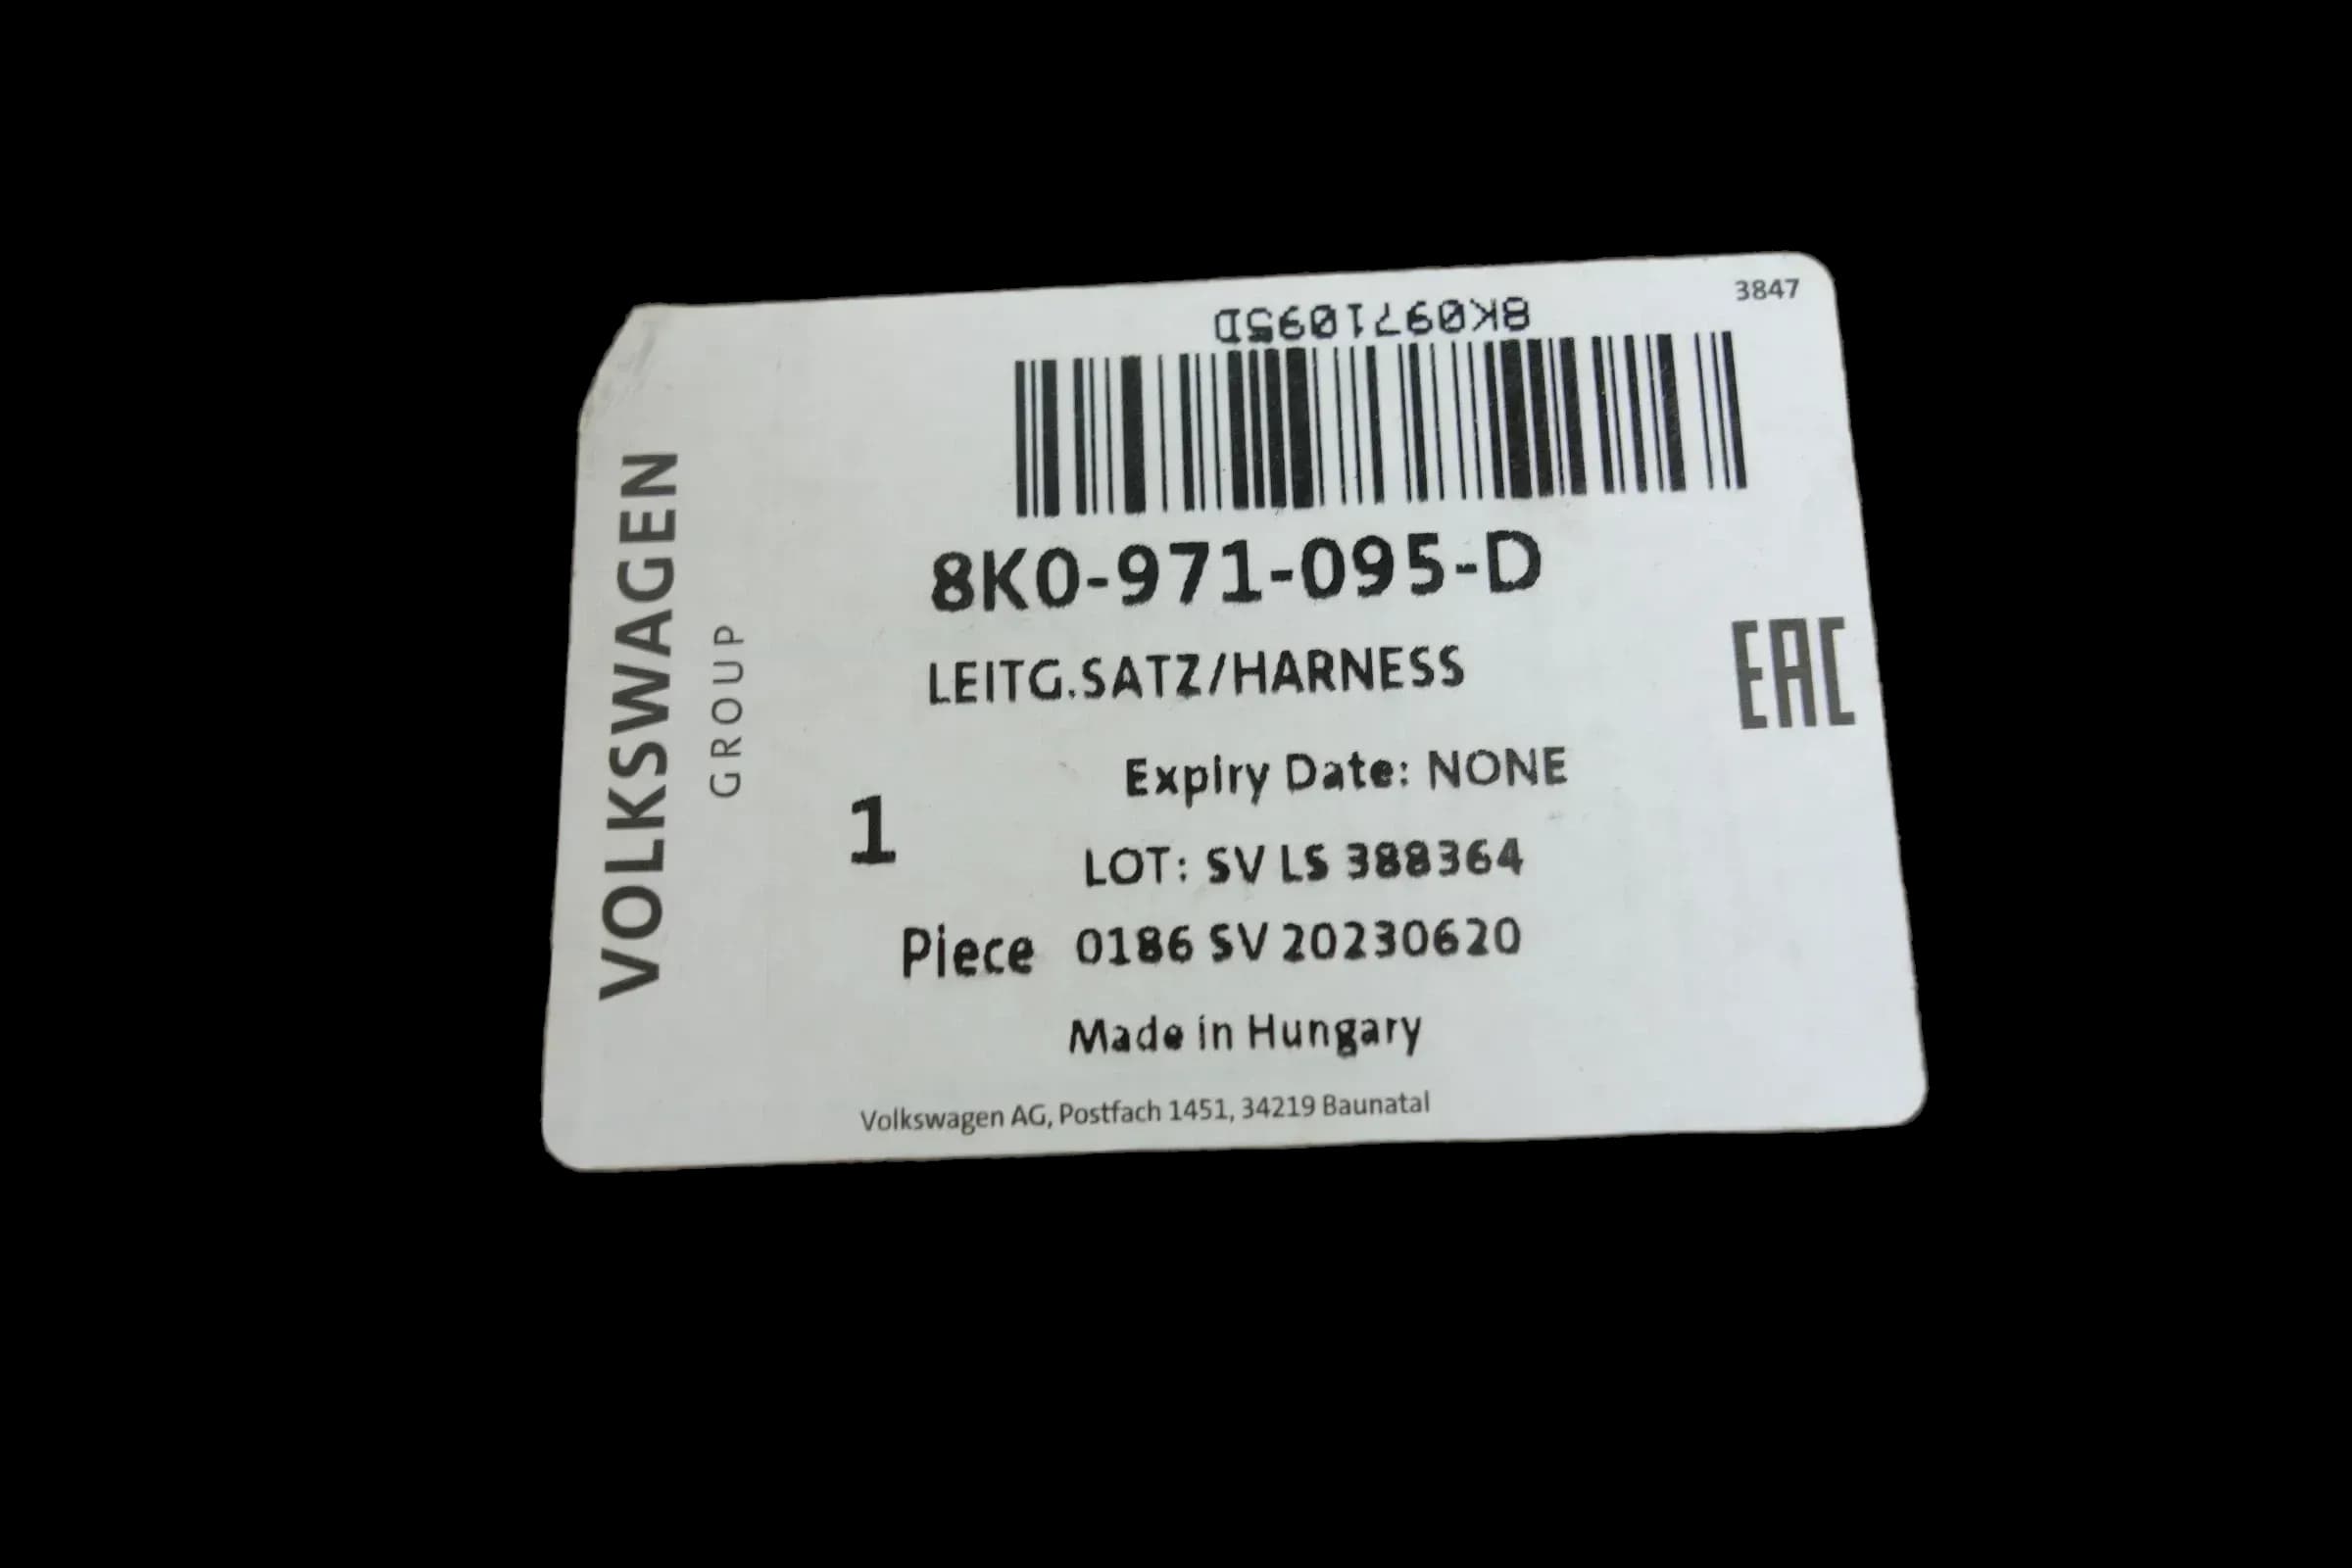 3847
8K0971095D
8K0-971-095-D
LEITG.SATZ/HARNESS
EAC
Expiry Date: NONE
1
LOT: SV LS 388364
Piece 0186 SV 20230620
Made in Hungary
Volkswagen AG, Postfach 1451, 34219 Baunatal
VOLKSWAGEN
GROUP